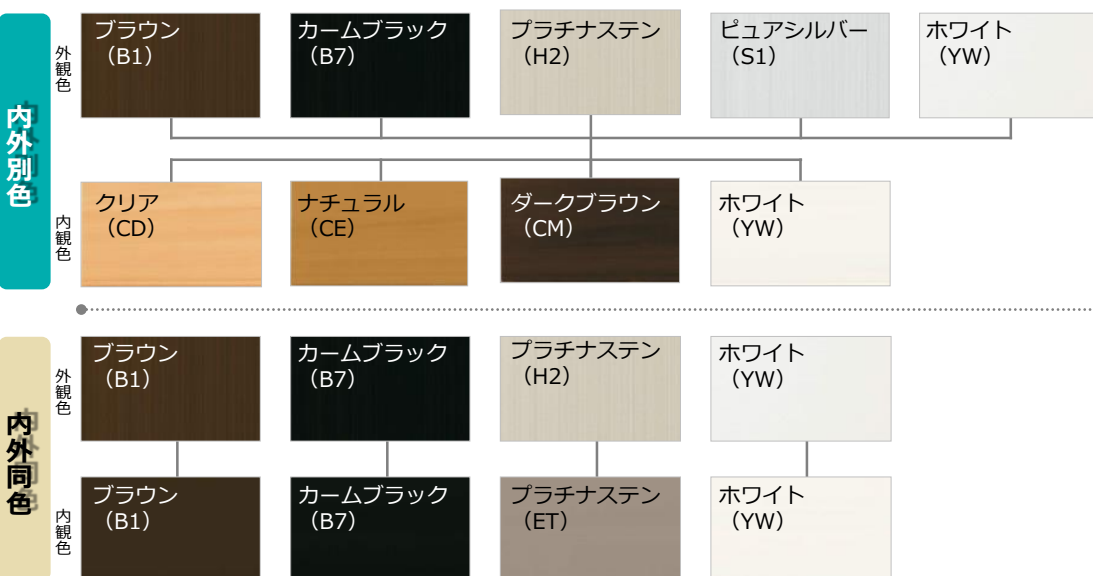 内外別色
外観色
ブラウン
（B1）
カームブラック
（B7）
プラチナステン
（H2）
ピュアシルバー
（S1）
ホワイト
（YW）
内観色
クリア
（CD）
ナチュラル
（CE）
ダークブラウン
（CM）
ホワイト
（YW）
内外同色
外観色
ブラウン
（B1）
カームブラック
（B7）
プラチナステン
（H2）
ホワイト
（YW）
内観色
ブラウン
（B1）
カームブラック
（B7）
プラチナステン
（ET）
ホワイト
（YW）